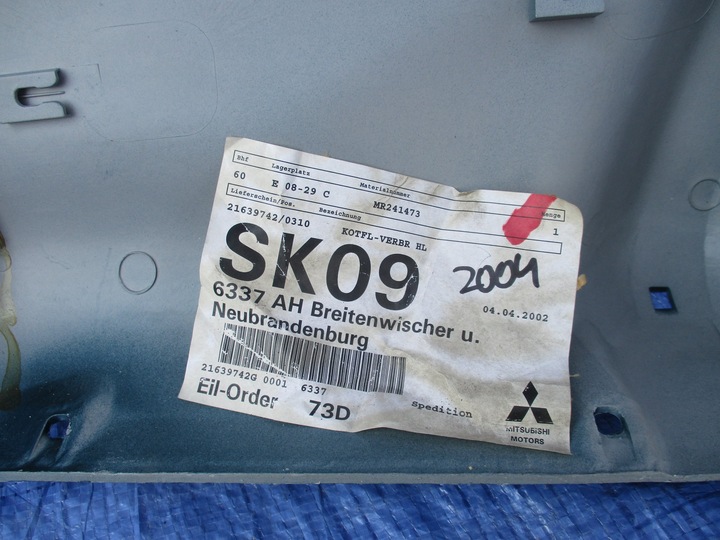 Bhf Lagerplatz Materialnummer
60 E 08-29 C MR241473
Lieferschein/Pos. Bezeichnung
21639742/0310 KOTFL-VERBR HL 1
SK09
2004
6337 AH Breitenwischer u.
Neubrandenburg
04.04.2002
21639742G 0001 6337
Eil-Order 73D Spedition
MITSUBISHI
MOTORS